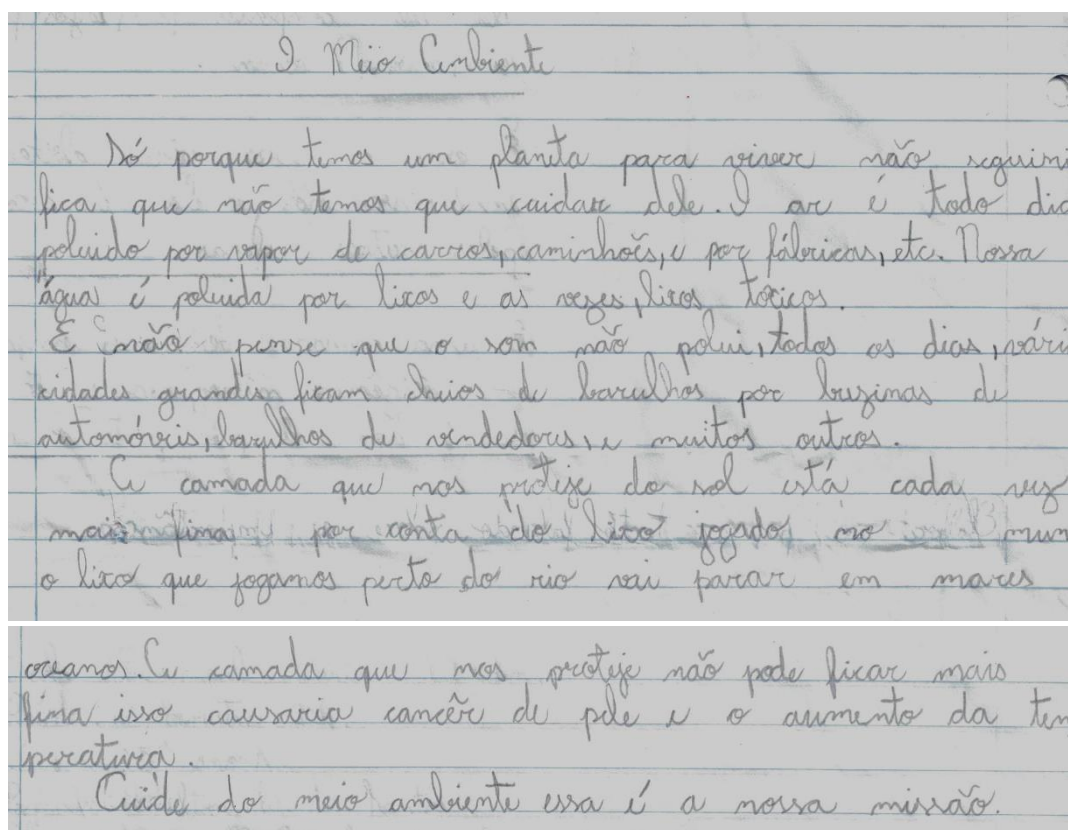 O Meio Ambiente
Só porque temos um planeta para viver não seguini
fica que não temos que cuidar dele. O ar é todo dia
poluido por vapor de carros, caminhões, e por fábricas, etc. Nossa
água é poluida por lixos e as vezes, lixos toxicos.
E não pense que o som não polui, todos os dias, vári
cidades grandes ficam cheios de barulhos por buzinas de
automóveis, barulhos de vendedores, e muitos outros.
A camada que nos proteje do sol está cada vez
mais fina por conta do lixo jogado no mun
o lixo que jogamos perto do rio vai parar em mares
oceanos. A camada que nos proteje não pode ficar mais
fina isso causaria cancêr de pele e o aumento da tem
peratura.
Cuide do meio ambiente essa é a nossa missão.